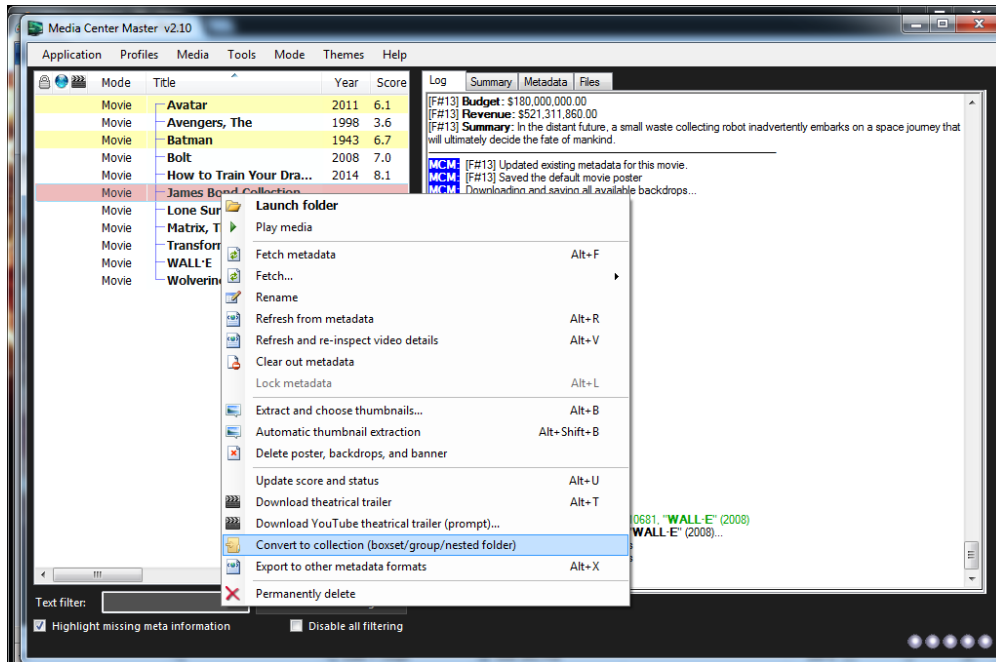 Media Center Master v2.10
Application Profiles Media Tools Mode Themes Help
Mode Title Year Score
Movie Avatar 2011 6.1
Movie Avengers, The 1998 3.6
Movie Batman 1943 6.7
Movie Bolt 2008 7.0
Movie How to Train Your Dra... 2014 8.1
Movie James Bond Collection
Movie Lone Sur
Movie Matrix, T
Movie Transforr
Movie WALL·E
Movie Wolverine
Log Summary Metadata Files
[F#13] Budget: $180,000,000.00
[F#13] Revenue: $521,311,860.00
[F#13] Summary: In the distant future, a small waste collecting robot inadvertently embarks on a space journey that
will ultimately decide the fate of mankind.
MCM: [F#13] Updated existing metadata for this movie.
MCM: [F#13] Saved the default movie poster
MCM: Downloading and saving all available backdrops...
Launch folder
Play media
Fetch metadata Alt+F
Fetch...
Rename
Refresh from metadata Alt+R
Refresh and re-inspect video details Alt+V
Clear out metadata
Lock metadata Alt+L
Extract and choose thumbnails... Alt+B
Automatic thumbnail extraction Alt+Shift+B
Delete poster, backdrops, and banner
Update score and status Alt+U
Download theatrical trailer Alt+T
Download YouTube theatrical trailer (prompt)...
Convert to collection (boxset/group/nested folder)
Export to other metadata formats Alt+X
Permanently delete
0681, "WALL·E" (2008)
"WALL·E" (2008)...
Text filter:
Highlight missing meta information
Disable all filtering